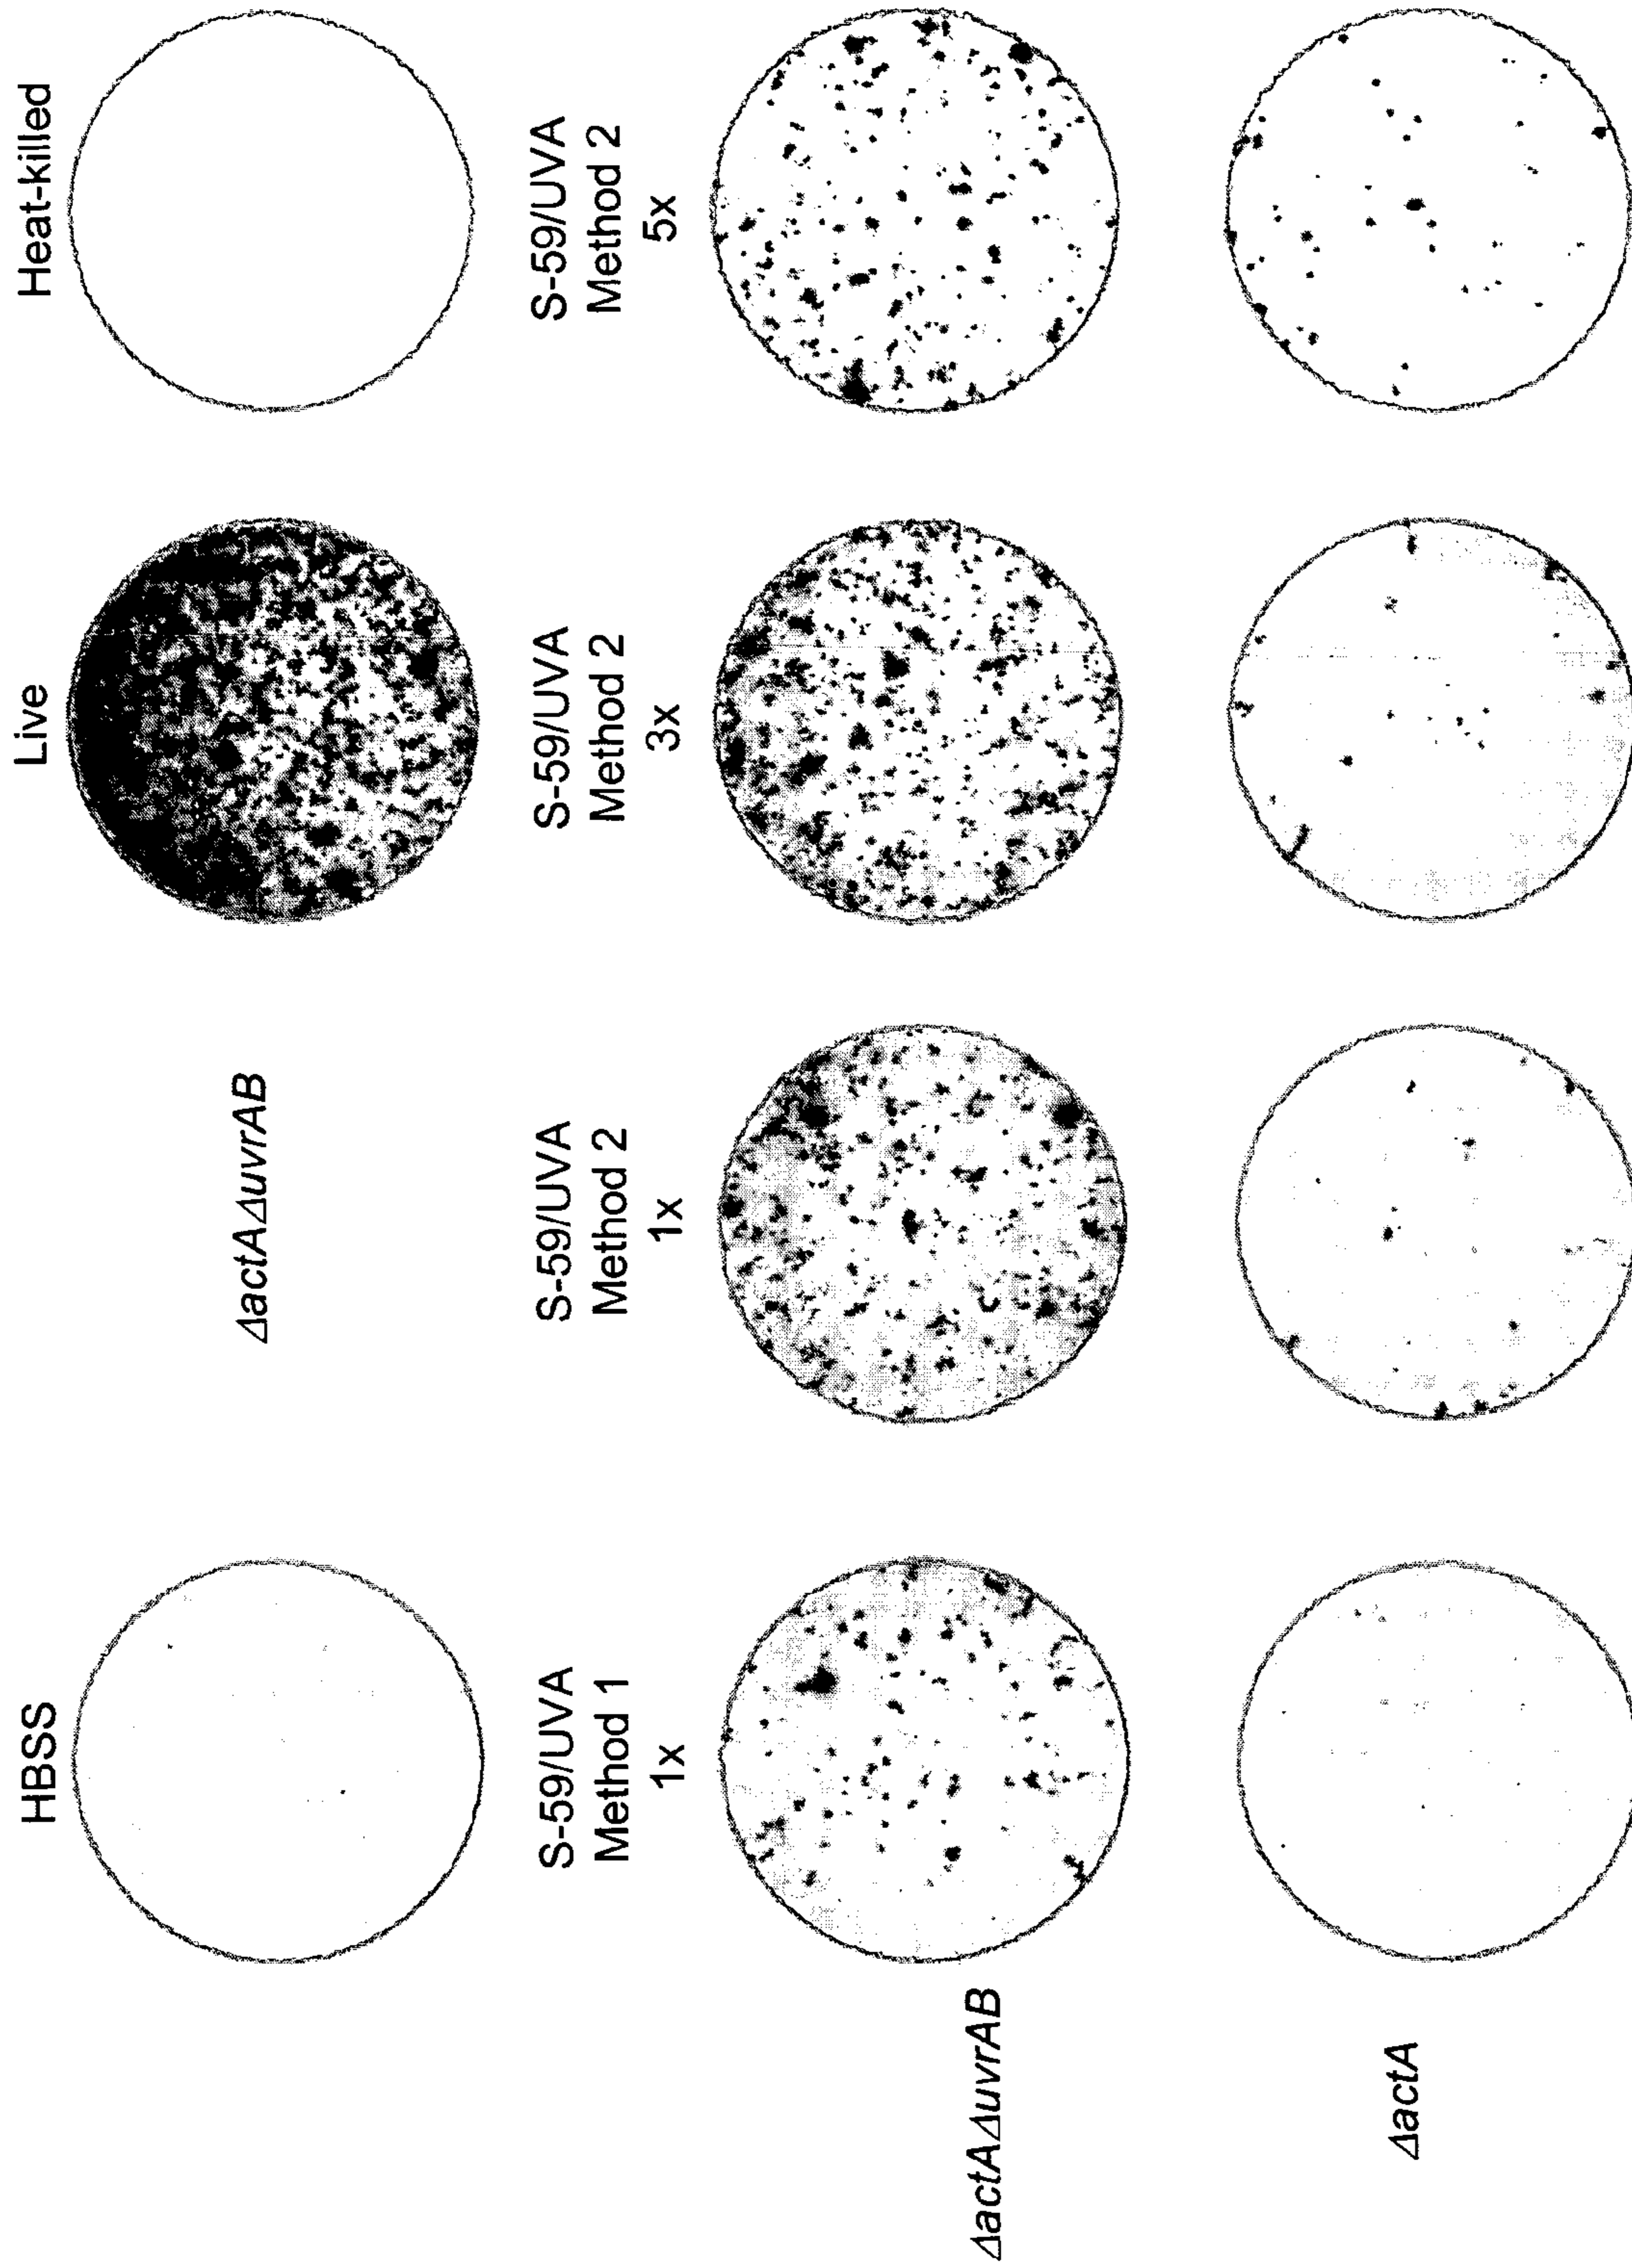 HBSS
Live
Heat-killed
ΔactAΔuvrAB
S-59/UVA
Method 1
1x
S-59/UVA
Method 2
1x
S-59/UVA
Method 2
3x
S-59/UVA
Method 2
5x
ΔactAΔuvrAB
ΔactA